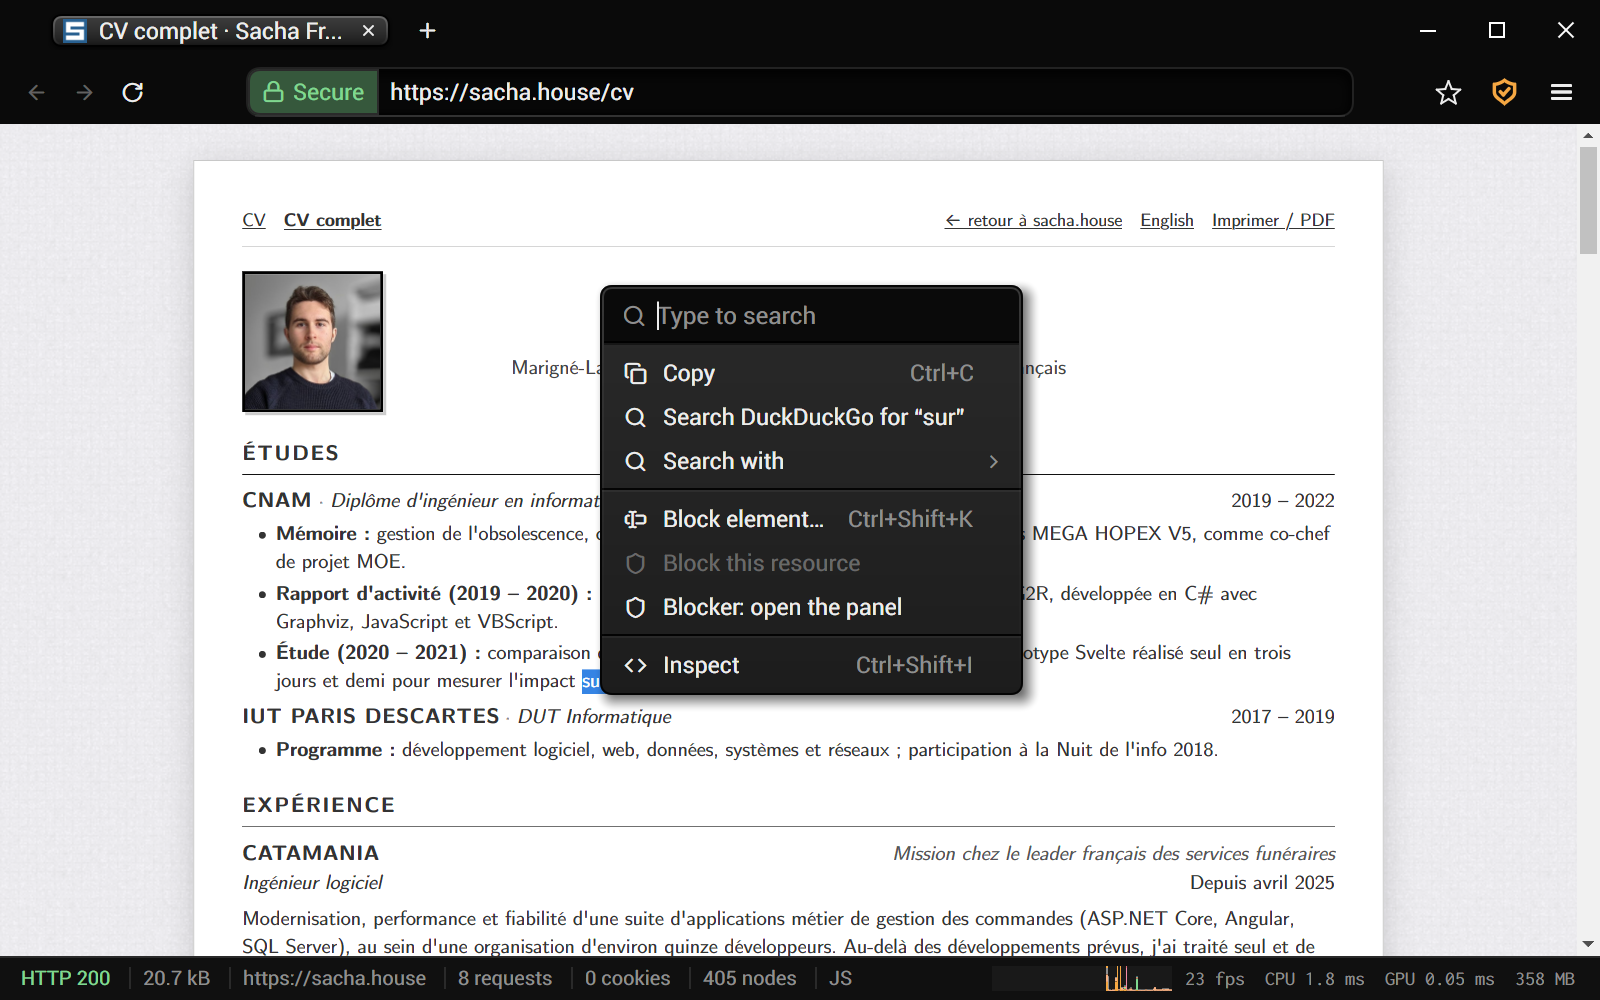 CV complet · Sacha Fr...
Secure
https://sacha.house/cv
CV CV complet ← retour à sacha.house English Imprimer / PDF
Type to search
Copy Ctrl+C
Search DuckDuckGo for “sur”
Search with
Block element... Ctrl+Shift+K
Block this resource
Blocker: open the panel
Inspect Ctrl+Shift+I
ÉTUDES
CNAM · Diplôme d'ingénieur en 2019 – 2022
• Mémoire : gestion de l'obsolescence, MEGA HOPEX V5, comme co-chef
de projet MOE.
• Rapport d'activité (2019 – 2020) : développée en C# avec
Graphviz, JavaScript et VBScript.
• Étude (2020 – 2021) : comparaison Svelte réalisé seul en trois
jours et demi pour mesurer l'impact
IUT PARIS DESCARTES · DUT Informatique 2017 – 2019
• Programme : développement logiciel, web, données, systèmes et réseaux ; participation à la Nuit de l'info 2018.
EXPÉRIENCE
CATAMANIA Mission chez le leader français des services funéraires
Ingénieur logiciel Depuis avril 2025
Modernisation, performance et fiabilité d'une suite d'applications métier de gestion des commandes (ASP.NET Core, Angular,
SQL Server), au sein d'une organisation d'environ quinze développeurs. Au-delà des développements prévus, j'ai traité seul et de
HTTP 200 20.7 kB https://sacha.house 8 requests 0 cookies 405 nodes JS 23 fps CPU 1.8 ms GPU 0.05 ms 358 MB